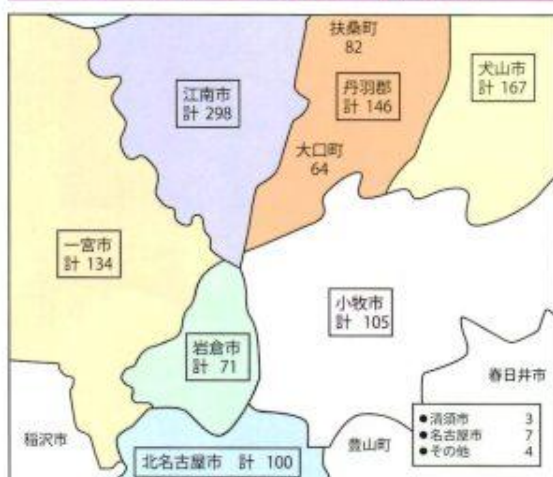 扶桑町
82
犬山市
計 167
江南市
計 298
丹羽郡
計 146
大口町
64
一宮市
計 134
小牧市
計 105
岩倉市
計 71
春日井市
稲沢市
豊山町
●清須市 3
●名古屋市 7
●その他 4
北名古屋市 計 100